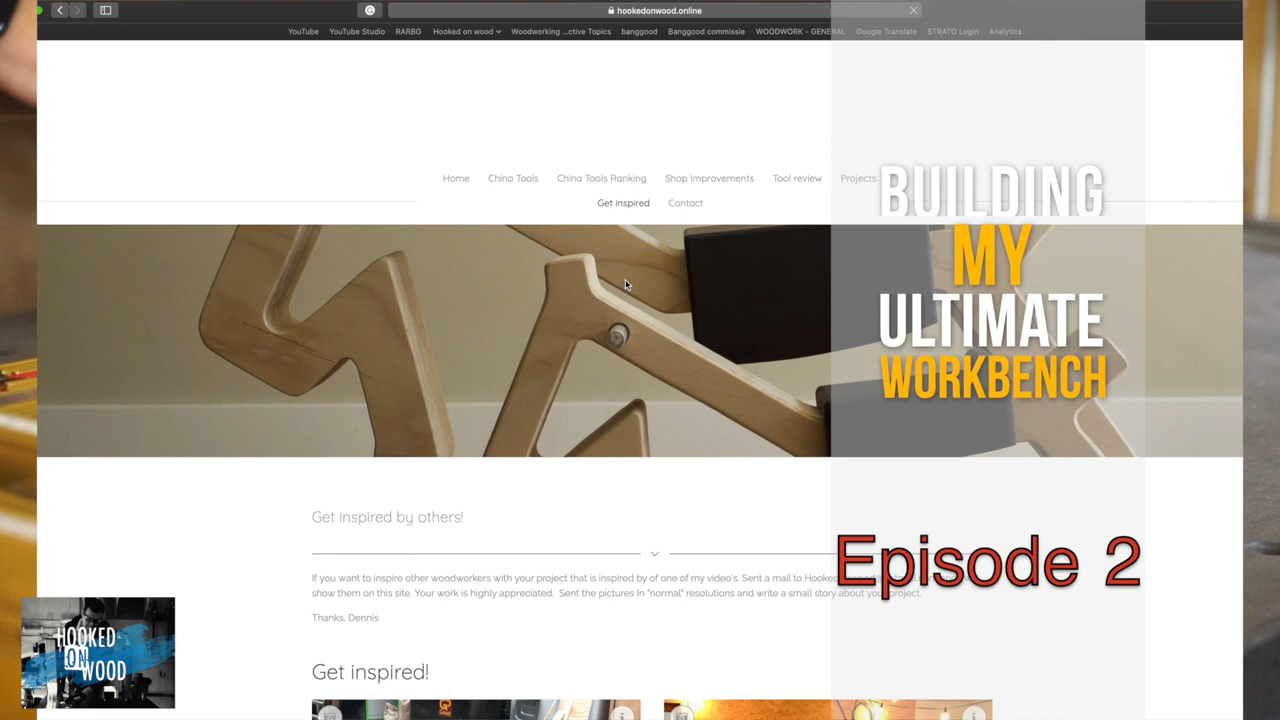 hookedonwood.online
YouTube YouTube Studio RARBG Hooked on wood Woodworking ...ctive Topics banggood Banggood commissie WOODWORK - GENERAL Google Translate STRATO Login Analytics
Home China Tools China Tools Ranking Shop Improvements Tool review Projects
Get inspired Contact
BUILDING
MY
ULTIMATE
WORKBENCH
Get inspired by others!
Episode 2
If you want to inspire other woodworkers with your project that is inspired by of one of my video's. Sent a mail to Hooked
show them on this site. Your work is highly appreciated. Sent the pictures In "normal" resolutions and write a small story about your project.
Thanks, Dennis
Get inspired!
HOOKED
ON
WOOD